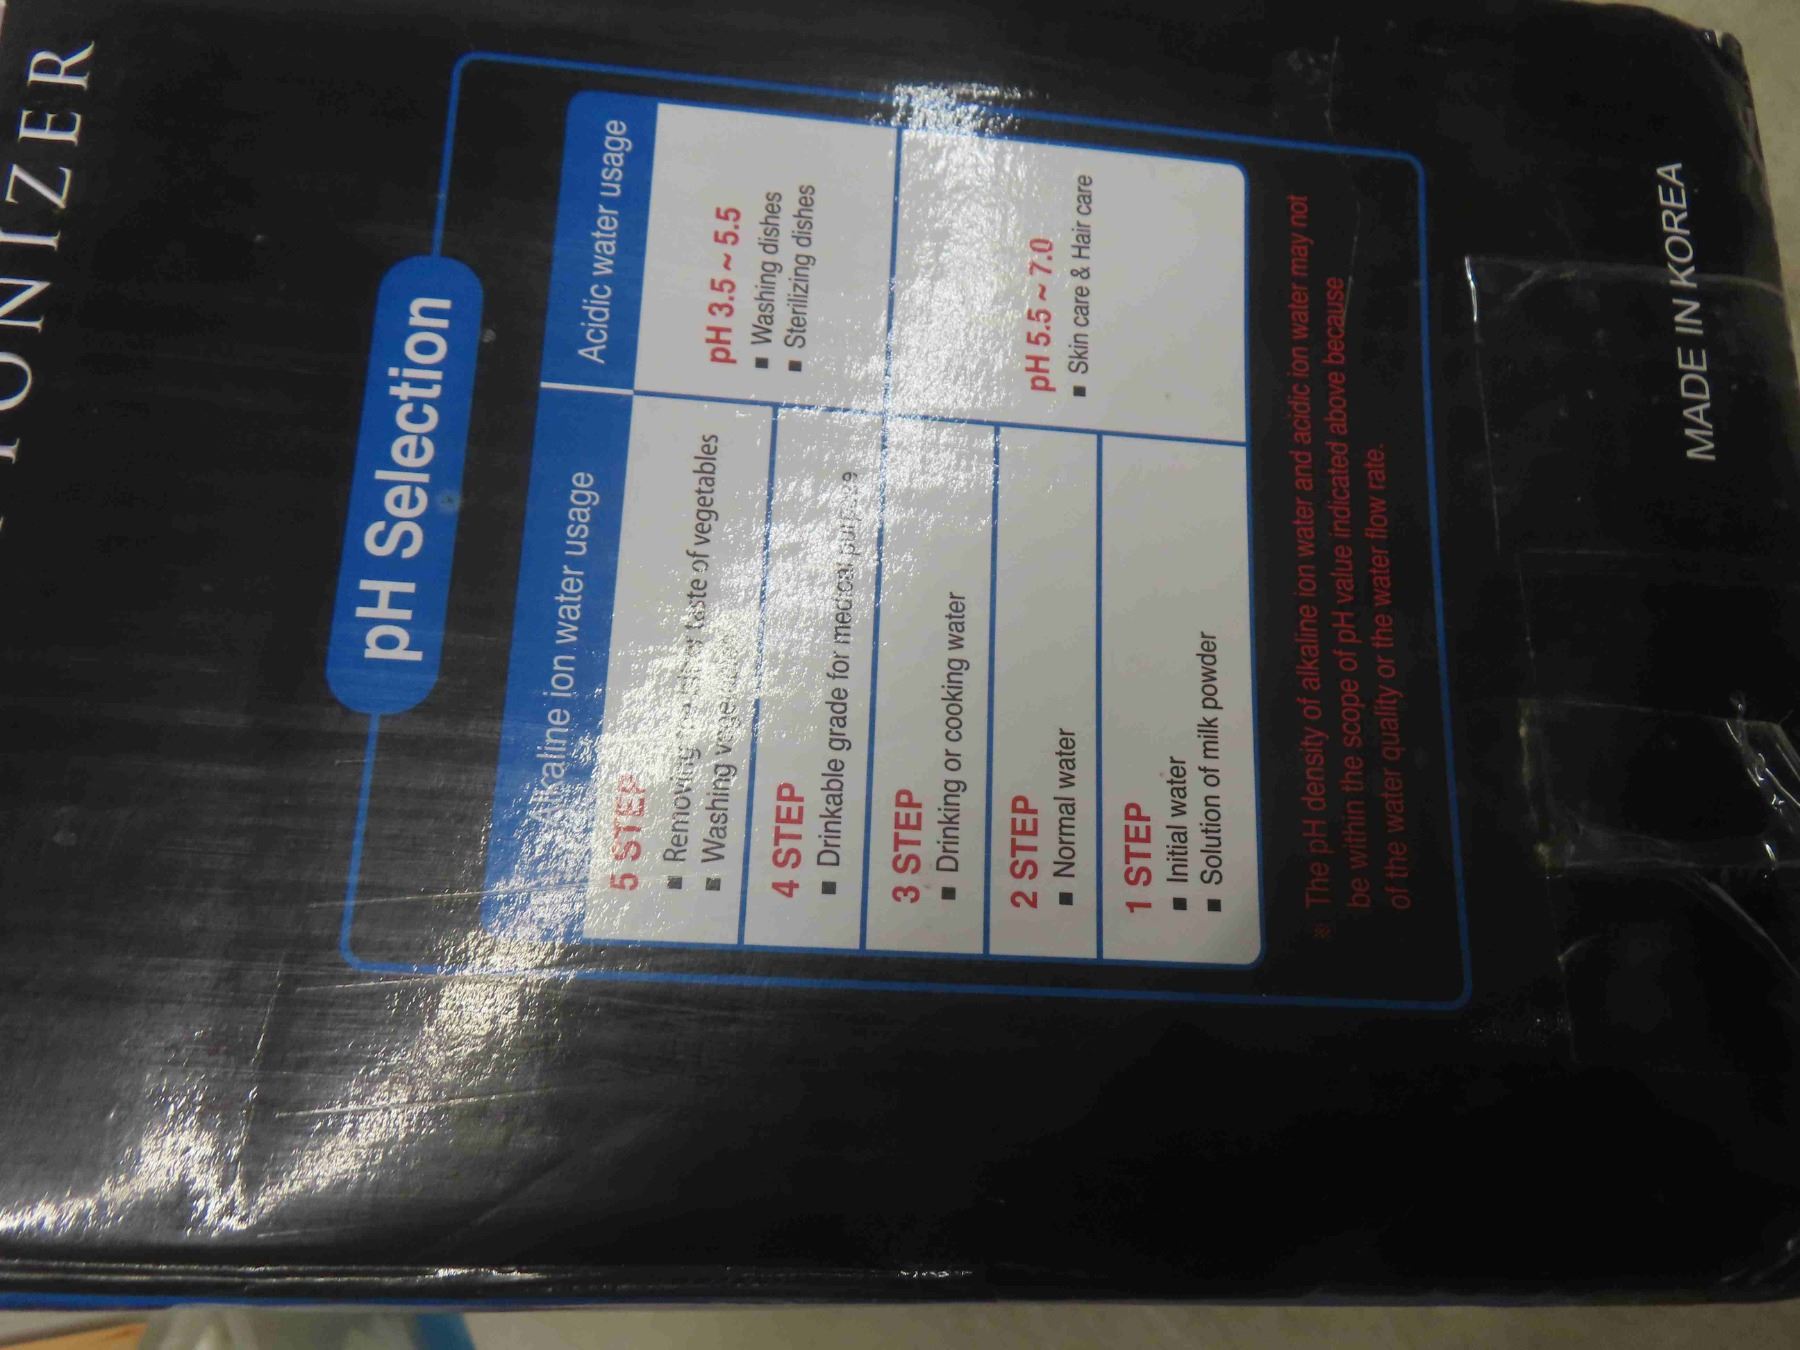 IONIZER
pH Selection
Alkaline ion water usage
Acidic water usage
5 STEP
■ Removing taste of vegetables
■ Washing
4 STEP
■ Drinkable grade for medical purpose
3 STEP
■ Drinking or cooking water
2 STEP
■ Normal water
1 STEP
■ Initial water
■ Solution of milk powder
pH 3.5 ~ 5.5
■ Washing dishes
■ Sterilizing dishes
pH 5.5 ~ 7.0
■ Skin care & Hair care
※ The pH density of alkaline ion water and acidic ion water may not
be within the scope of pH value indicated above because
of the water quality or the water flow rate.
MADE IN KOREA